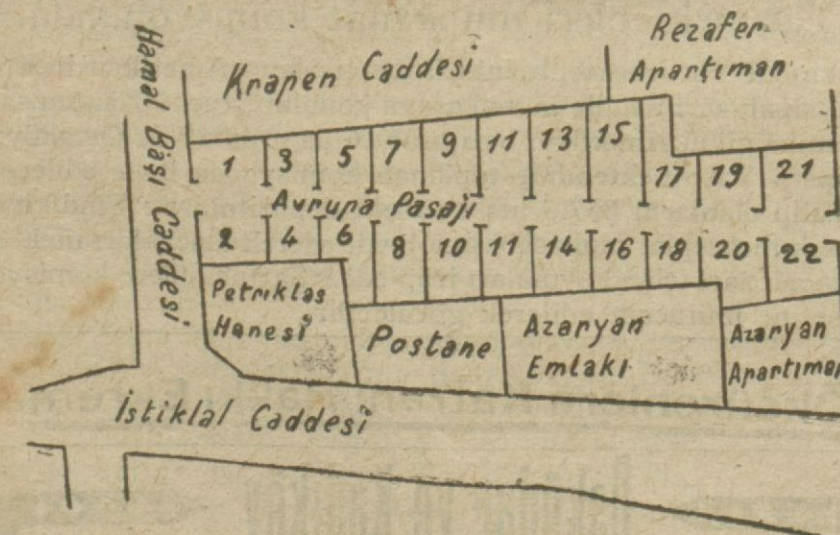 Rezafer
Apartıman
Krapen Caddesi
Hamal Başı Caddesi
1 3 5 7 9 11 13 15 17 19 21
Avrupa Pasajı
2 4 6 8 10 11 14 16 18 20 22
Petriklas
Hanesi
Postane
Azaryan
Emlakı
Azaryan
Apartıman
İstiklal Caddesi